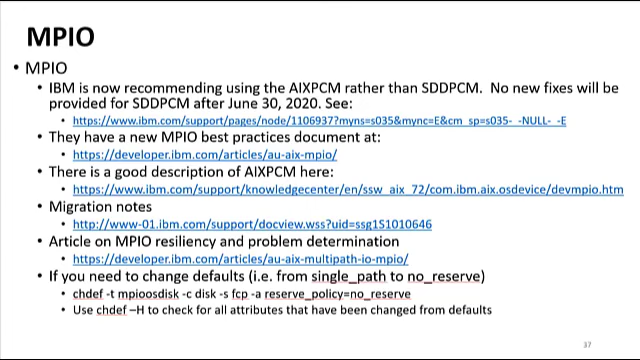 MPIO
• MPIO
• IBM is now recommending using the AIXPCM rather than SDDPCM. No new fixes will be
provided for SDDPCM after June 30, 2020. See:
• https://www.ibm.com/support/pages/node/1106937?myns=s035&mync=E&cm_sp=s035-_-NULL-_-E
• They have a new MPIO best practices document at:
• https://developer.ibm.com/articles/au-aix-mpio/
• There is a good description of AIXPCM here:
• https://www.ibm.com/support/knowledgecenter/en/ssw_aix_72/com.ibm.aix.osdevice/devmpio.htm
• Migration notes
• http://www-01.ibm.com/support/docview.wss?uid=ssg1S1010646
• Article on MPIO resiliency and problem determination
• https://developer.ibm.com/articles/au-aix-multipath-io-mpio/
• If you need to change defaults (i.e. from single_path to no_reserve)
• chdef -t mpioosdisk -c disk -s fcp -a reserve_policy=no_reserve
• Use chdef –H to check for all attributes that have been changed from defaults
37